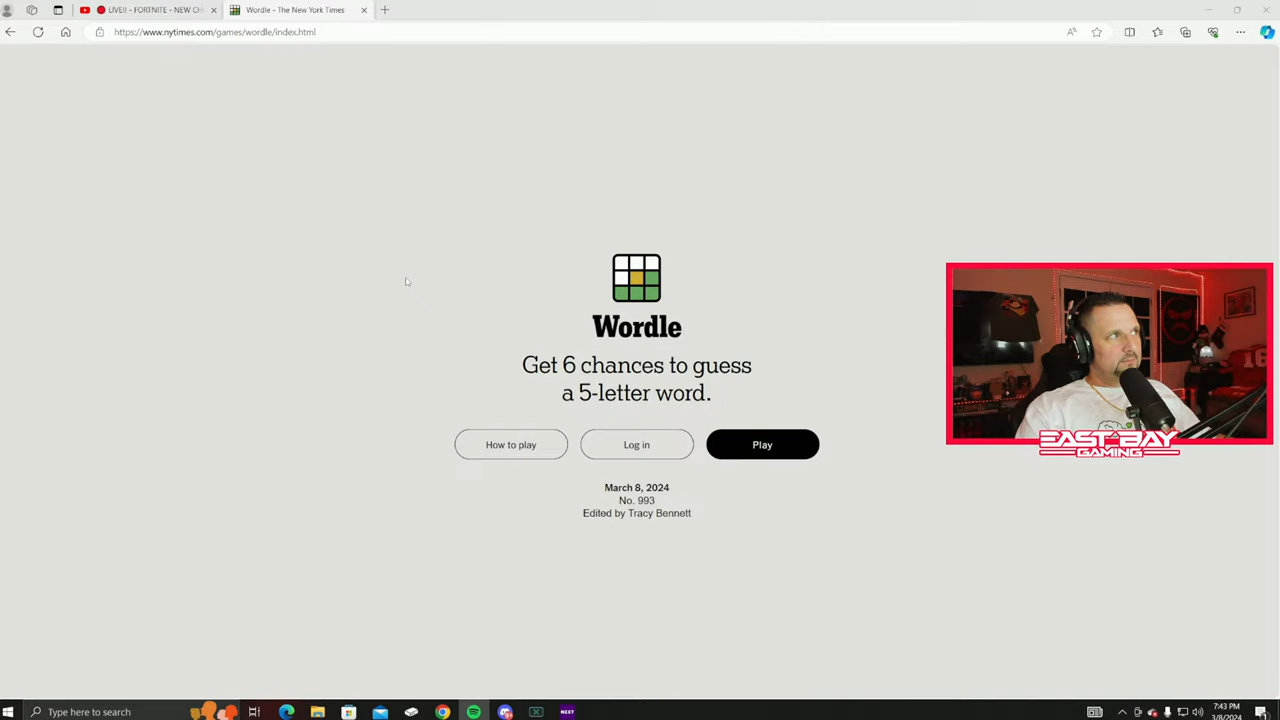 LIVE!! - FORTNITE - NEW CH
Wordle - The New York Times
https://www.nytimes.com/games/wordle/index.html
Wordle
Get 6 chances to guess
a 5-letter word.
How to play
Log in
Play
March 8, 2024
No. 993
Edited by Tracy Bennett
EAST BAY
GAMING
16
Type here to search
NEXT
7:43 PM
3/8/2024